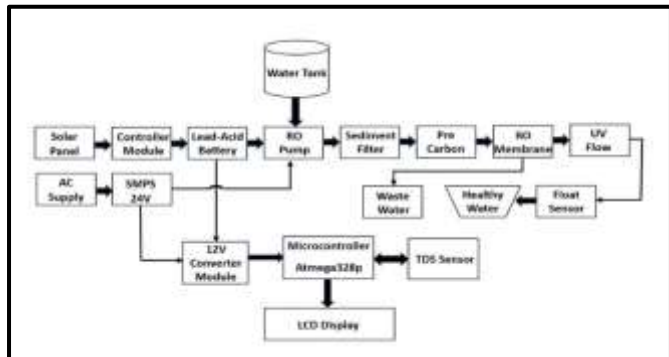 Water Tank
Solar
Panel
Controller
Module
Lead-Acid
Battery
RO
Pump
Sediment
Filter
Pre
Carbon
RO
Membrane
UV
Flow
AC
Supply
SMPS
24V
Waste
Water
Healthy
Water
Float
Sensor
12V
Converter
Module
Microcontroller
Atmega328p
TDS Sensor
LCD Display